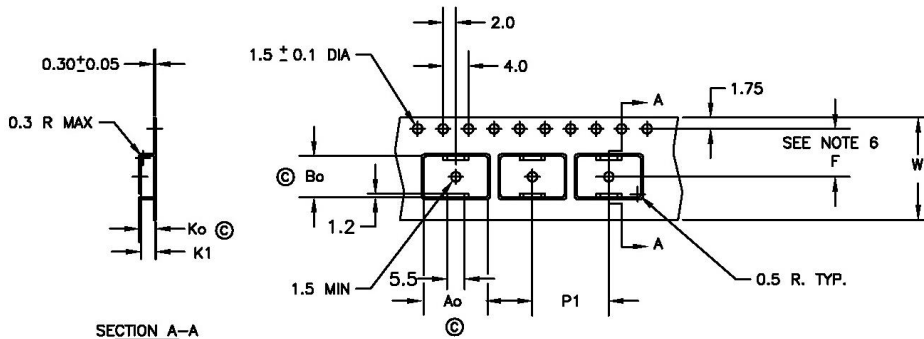 2.0
1.5 ± 0.1 DIA
4.0
0.30±0.05
A
1.75
0.3 R MAX
SEE NOTE 6
F
W
Ⓒ Bo
1.2
Ko Ⓒ
K1
A
1.5 MIN
5.5
Ao
Ⓒ
P1
0.5 R. TYP.
SECTION A-A